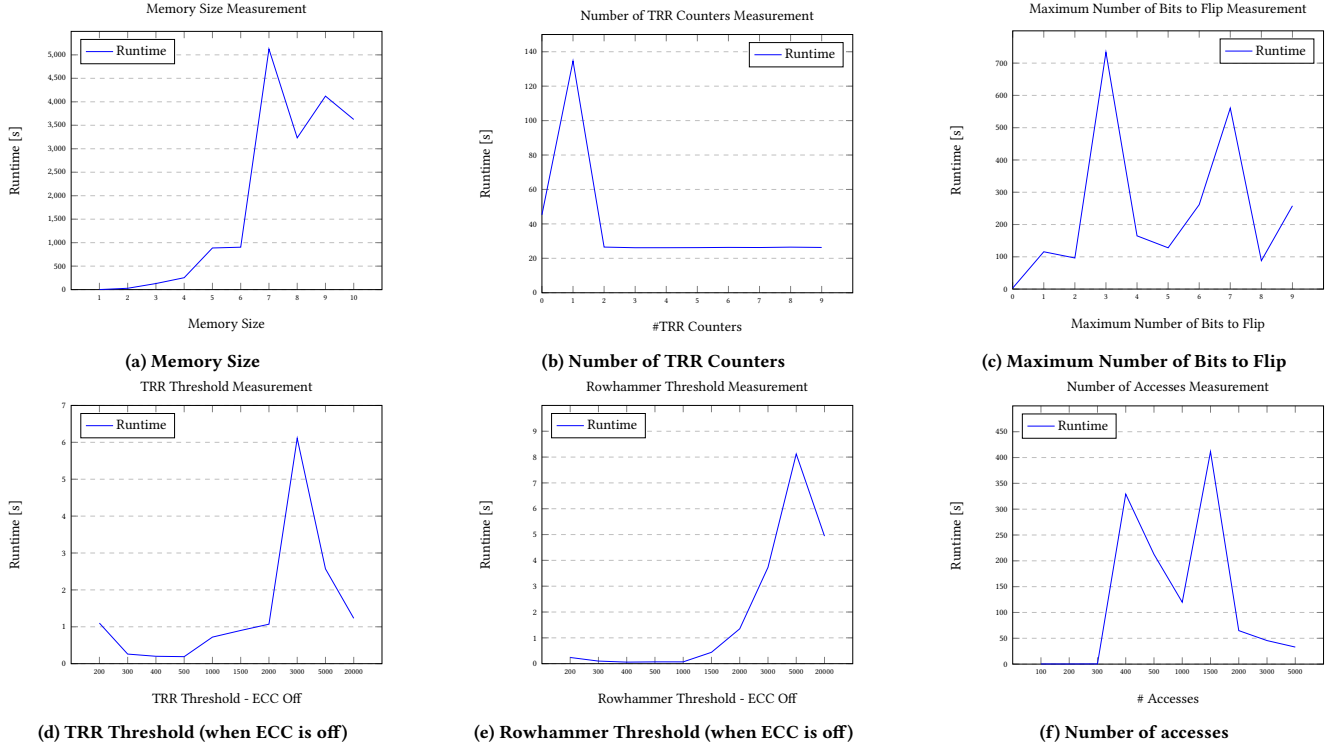 Memory Size Measurement
Runtime
5,000
4,500
4,000
3,500
3,000
2,500
2,000
1,500
1,000
500
0
Runtime [s]
1 2 3 4 5 6 7 8 9 10
Memory Size
(a) Memory Size
Number of TRR Counters Measurement
Runtime
140
120
100
80
60
40
20
0
Runtime [s]
0 1 2 3 4 5 6 7 8 9
#TRR Counters
(b) Number of TRR Counters
Maximum Number of Bits to Flip Measurement
Runtime
700
600
500
400
300
200
100
0
Runtime [s]
0 1 2 3 4 5 6 7 8 9
Maximum Number of Bits to Flip
(c) Maximum Number of Bits to Flip
TRR Threshold Measurement
Runtime
7
6
5
4
3
2
1
0
Runtime [s]
200 300 400 500 1000 1500 2000 3000 5000 20000
TRR Threshold - ECC Off
(d) TRR Threshold (when ECC is off)
Rowhammer Threshold Measurement
Runtime
9
8
7
6
5
4
3
2
1
0
Runtime [s]
200 300 400 500 1000 1500 2000 3000 5000 20000
Rowhammer Threshold - ECC Off
(e) Rowhammer Threshold (when ECC is off)
Number of Accesses Measurement
Runtime
450
400
350
300
250
200
150
100
50
0
Runtime [s]
100 200 300 400 500 1000 1500 2000 3000 5000
# Accesses
(f) Number of accesses